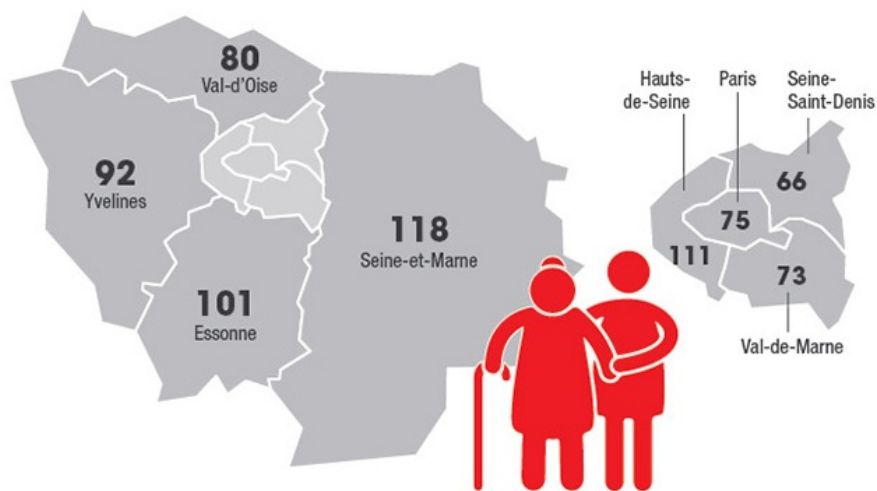 80
Val-d'Oise
92
Yvelines
101
Essonne
118
Seine-et-Marne
Hauts-
de-Seine
Paris
Seine-
Saint-Denis
66
75
111
73
Val-de-Marne